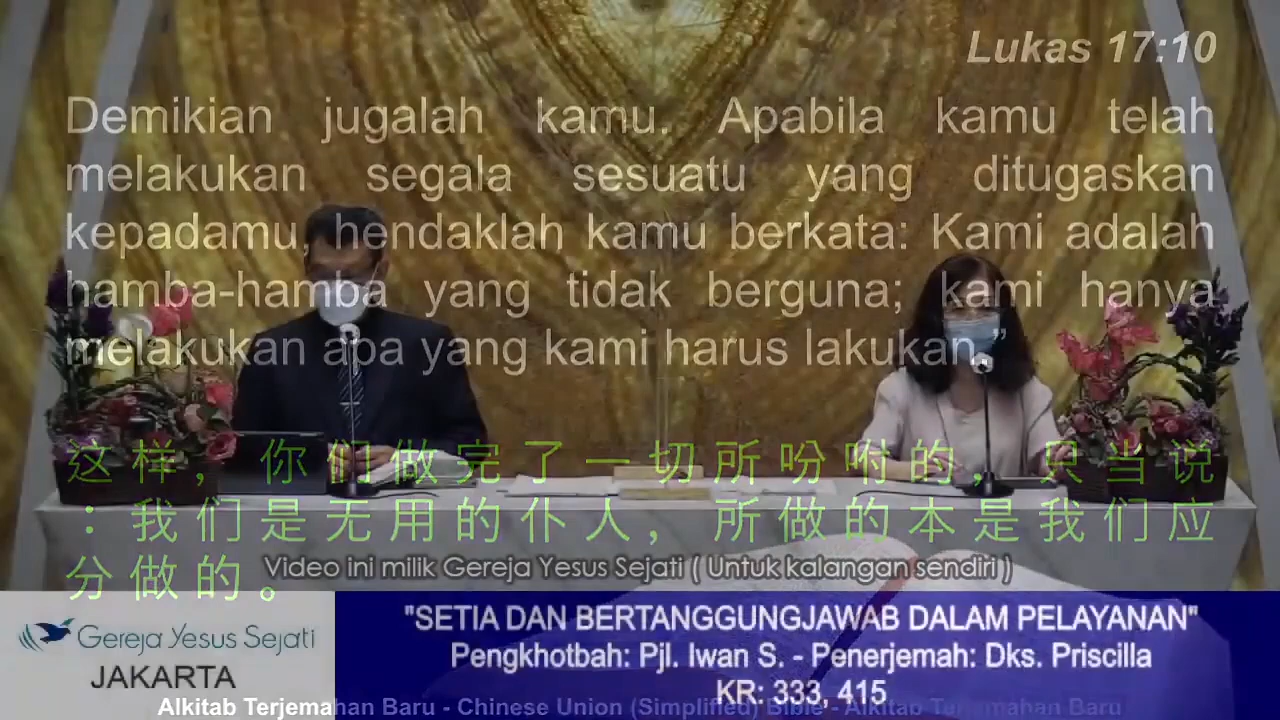 Lukas 17:10
Demikian jugalah kamu. Apabila kamu telah
melakukan segala sesuatu yang ditugaskan
kepadamu, hendaklah kamu berkata: Kami adalah
hamba-hamba yang tidak berguna; kami hanya
melakukan apa yang kami harus lakukan."
这样，你们做完了一切所吩咐的，只当说
：我们是无用的仆人，所做的本是我们应
分做的。
Video ini milik Gereja Yesus Sejati ( Untuk kalangan sendiri )
Gereja Yesus Sejati
JAKARTA
"SETIA DAN BERTANGGUNGJAWAB DALAM PELAYANAN"
Pengkhotbah: Pjl. Iwan S. - Penerjemah: Dks. Priscilla
KR: 333, 415
Alkitab Terjemahan Baru - Chinese Union (Simplified) Bible - Alkitab Terjemahan Baru